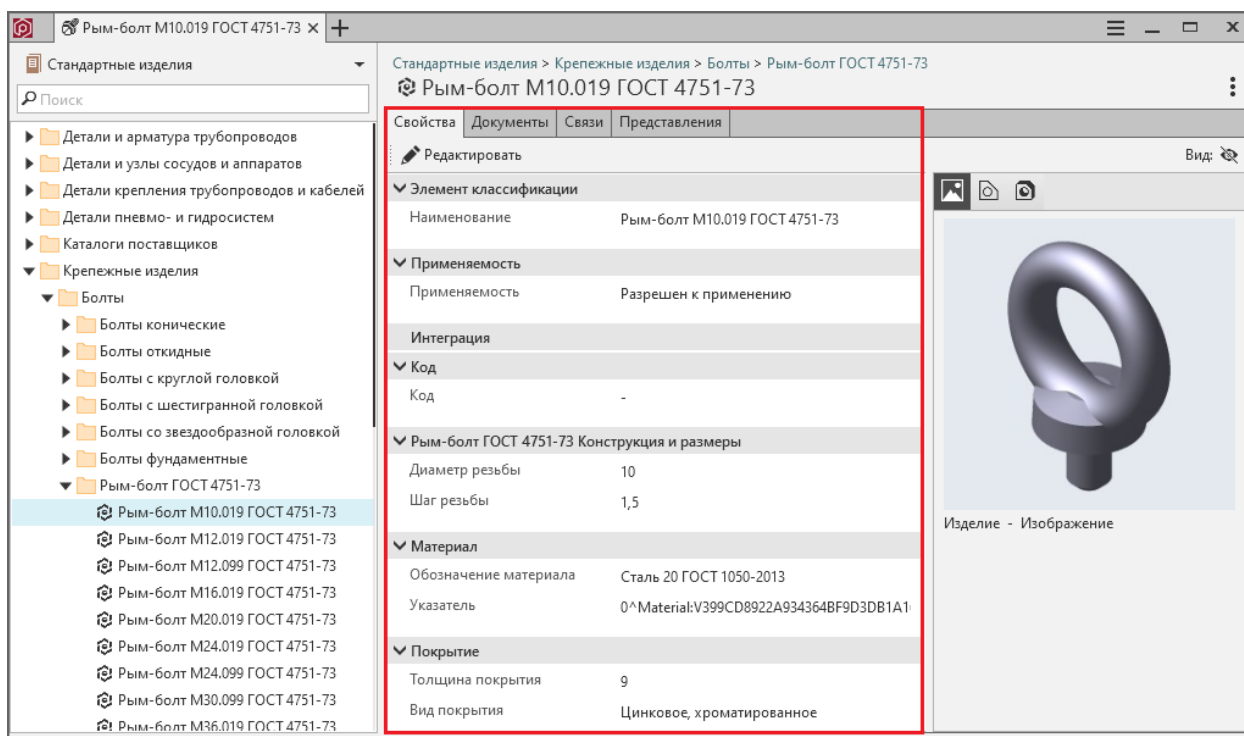 Рым-болт М10.019 ГОСТ 4751-73
Стандартные изделия
Поиск
Детали и арматура трубопроводов
Детали и узлы сосудов и аппаратов
Детали крепления трубопроводов и кабелей
Детали пневмо- и гидросистем
Каталоги поставщиков
Крепежные изделия
Болты
Болты конические
Болты откидные
Болты с круглой головкой
Болты с шестигранной головкой
Болты со звездообразной головкой
Болты фундаментные
Рым-болт ГОСТ 4751-73
Рым-болт М10.019 ГОСТ 4751-73
Рым-болт М12.019 ГОСТ 4751-73
Рым-болт М12.099 ГОСТ 4751-73
Рым-болт М16.019 ГОСТ 4751-73
Рым-болт М20.019 ГОСТ 4751-73
Рым-болт М24.019 ГОСТ 4751-73
Рым-болт М24.099 ГОСТ 4751-73
Рым-болт М30.099 ГОСТ 4751-73
Рым-болт М36.019 ГОСТ 4751-73
Стандартные изделия > Крепежные изделия > Болты > Рым-болт ГОСТ 4751-73
Рым-болт М10.019 ГОСТ 4751-73
Свойства Документы Связи Представления
Редактировать Вид:
Элемент классификации
Наименование Рым-болт М10.019 ГОСТ 4751-73
Применяемость
Применяемость Разрешен к применению
Интеграция
Код
Код -
Рым-болт ГОСТ 4751-73 Конструкция и размеры
Диаметр резьбы 10
Шаг резьбы 1,5
Материал
Обозначение материала Сталь 20 ГОСТ 1050-2013
Указатель 0^Material:V399CD8922A934364BF9D3DB1A1
Покрытие
Толщина покрытия 9
Вид покрытия Цинковое, хроматированное
Изделие - Изображение